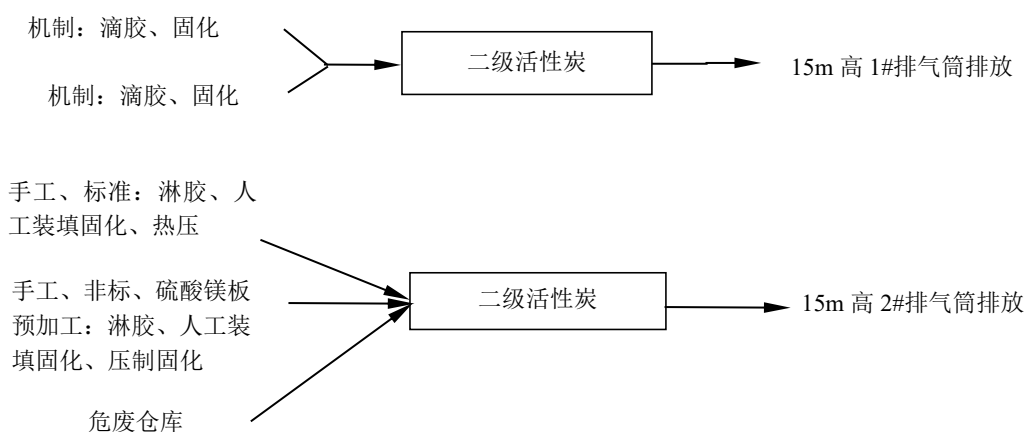 机制：滴胶、固化
二级活性炭
15m 高 1#排气筒排放
机制：滴胶、固化
手工、标准：淋胶、人
工装填固化、热压
手工、非标、硫酸镁板
预加工：淋胶、人工装
填固化、压制固化
二级活性炭
15m 高 2#排气筒排放
危废仓库